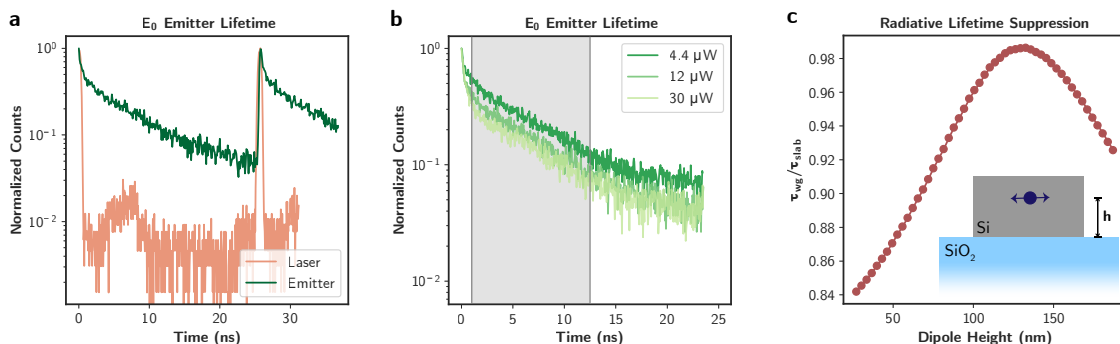 a
E₀ Emitter Lifetime
Normalized Counts
10⁰
10⁻¹
10⁻²
0
10
20
30
Time (ns)
Laser
Emitter
b
E₀ Emitter Lifetime
Normalized Counts
10⁰
10⁻¹
10⁻²
0
5
10
15
20
25
Time (ns)
4.4 μW
12 μW
30 μW
c
Radiative Lifetime Suppression
τwg/τslab
0.98
0.96
0.94
0.92
0.90
0.88
0.86
0.84
50
100
150
Dipole Height (nm)
h
Si
SiO₂